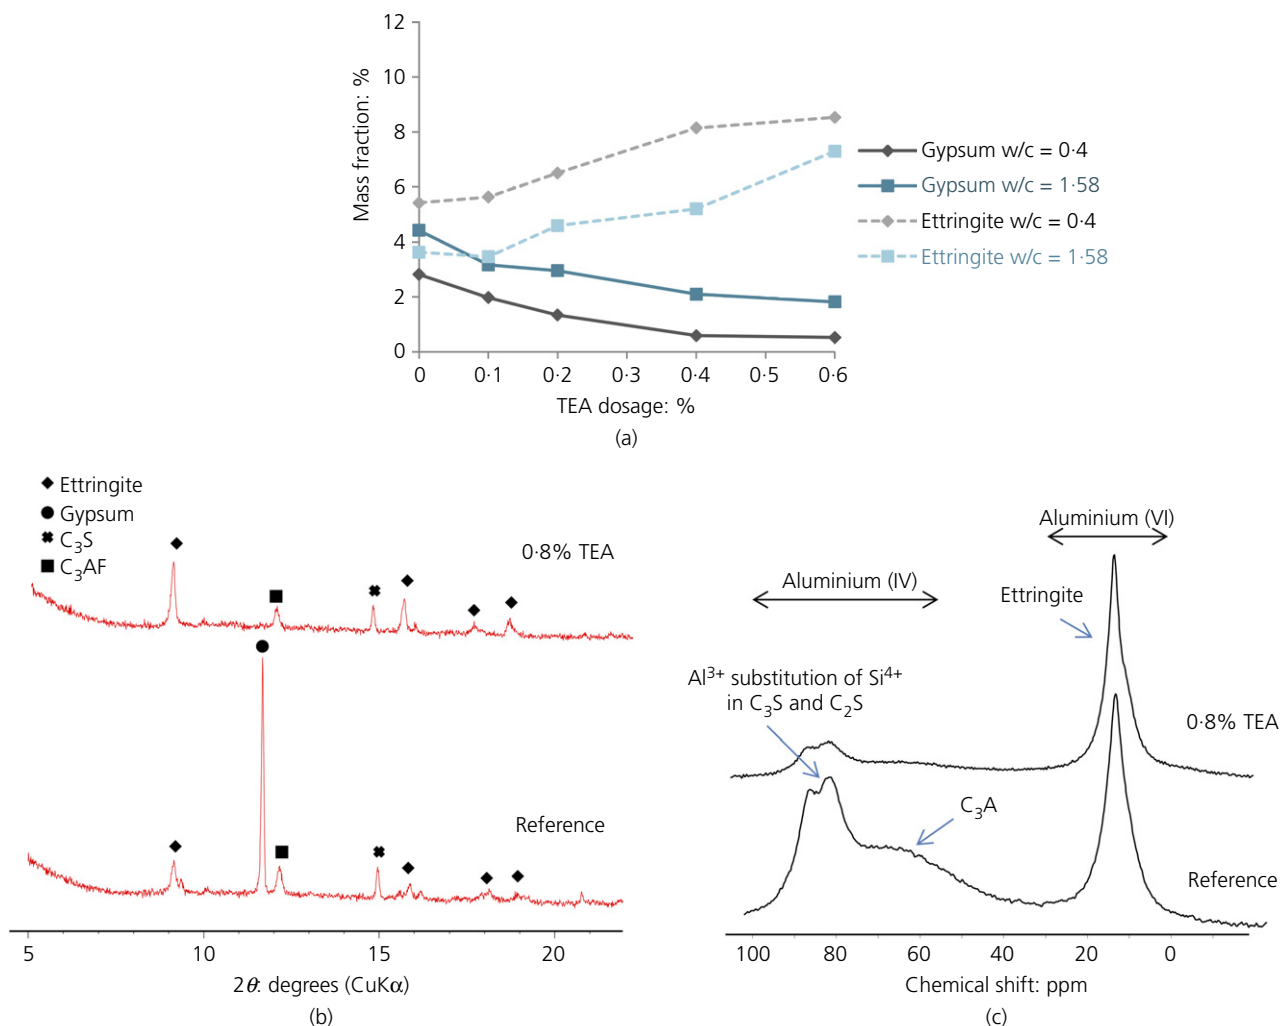 12
10
8
6
4
2
0
Mass fraction: %
0
0·1
0·2
0·3
0·4
0·5
0·6
TEA dosage: %
Gypsum w/c = 0·4
Gypsum w/c = 1·58
Ettringite w/c = 0·4
Ettringite w/c = 1·58
(a)
Ettringite
Gypsum
C3S
C3AF
0·8% TEA
Reference
5
10
15
20
2θ: degrees (CuKα)
(b)
Aluminium (VI)
Aluminium (IV)
Ettringite
Al3+ substitution of Si4+
in C3S and C2S
0·8% TEA
C3A
Reference
100
80
60
40
20
0
Chemical shift: ppm
(c)